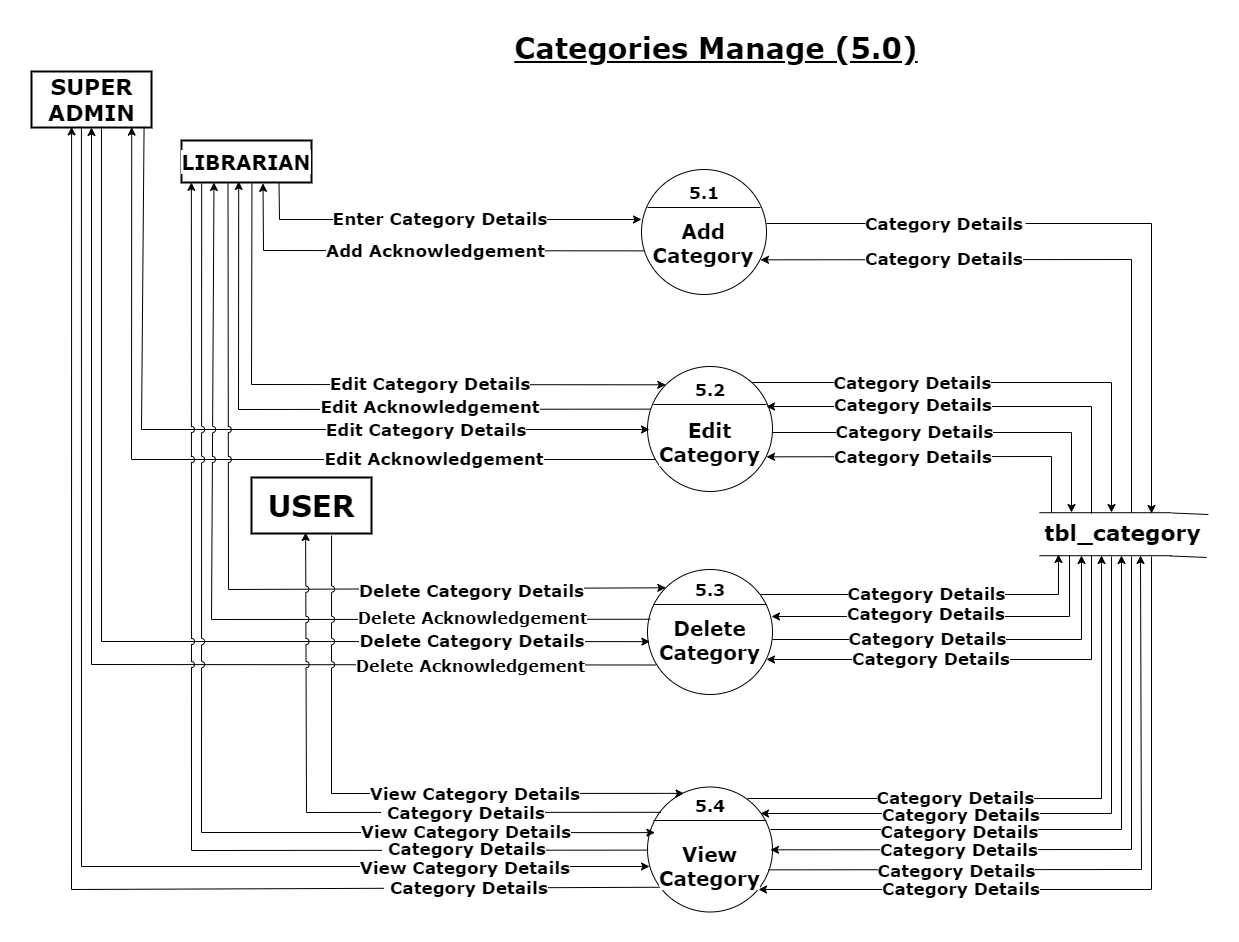 Categories Manage (5.0)
SUPER
ADMIN
LIBRARIAN
5.1
Add
Category
Enter Category Details
Add Acknowledgement
Category Details
Category Details
5.2
Edit
Category
Edit Category Details
Edit Acknowledgement
Edit Category Details
Edit Acknowledgement
Category Details
Category Details
Category Details
Category Details
USER
tbl_category
5.3
Delete
Category
Delete Category Details
Delete Acknowledgement
Delete Category Details
Delete Acknowledgement
Category Details
Category Details
Category Details
Category Details
5.4
View
Category
View Category Details
Category Details
View Category Details
Category Details
View Category Details
Category Details
Category Details
Category Details
Category Details
Category Details
Category Details
Category Details